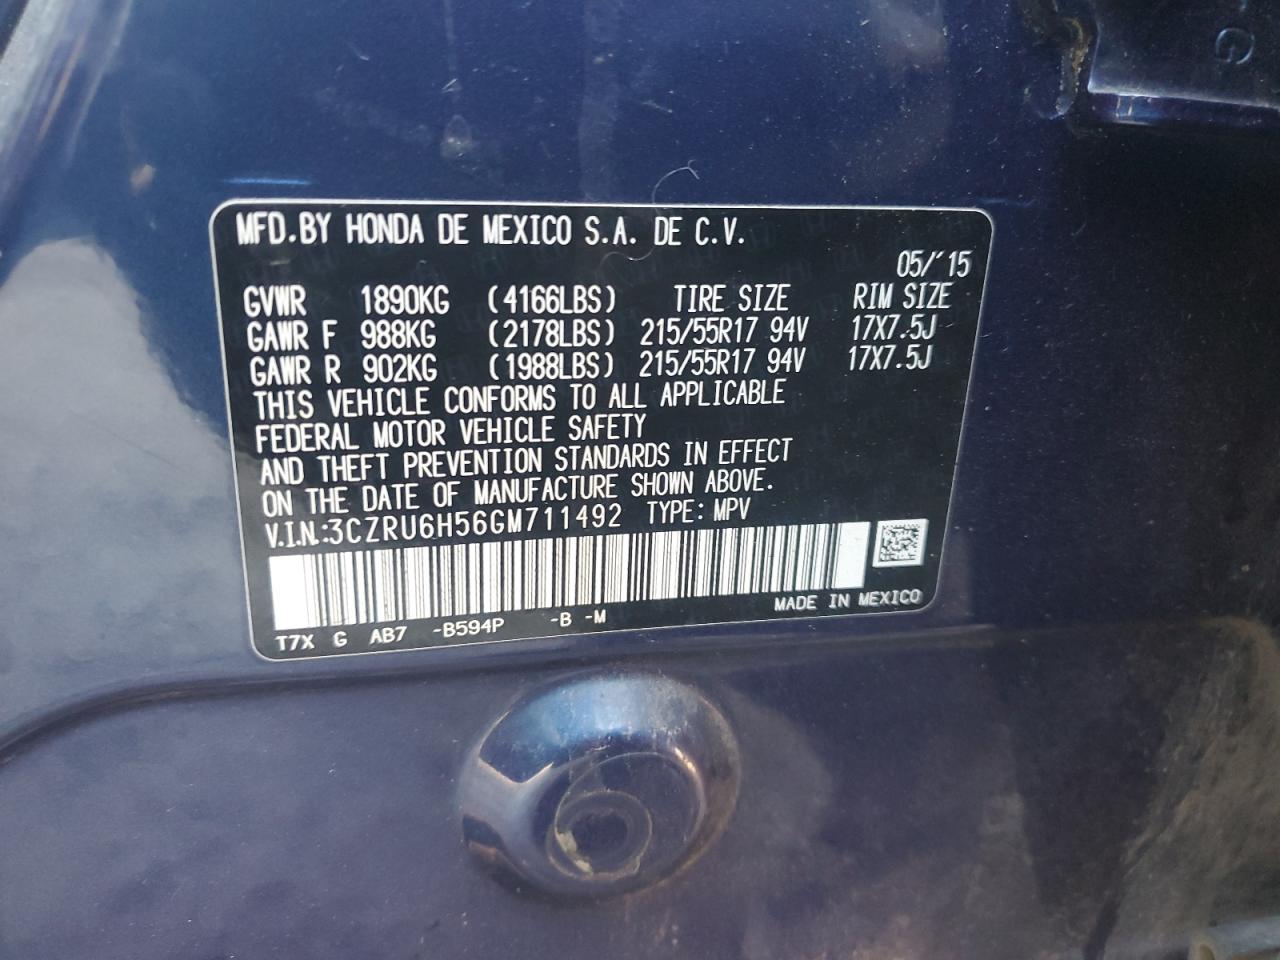 MFD.BY HONDA DE MEXICO S.A. DE C.V.
05/'15
GVWR 1890KG (4166LBS) TIRE SIZE RIM SIZE
GAWR F 988KG (2178LBS) 215/55R17 94V 17X7.5J
GAWR R 902KG (1988LBS) 215/55R17 94V 17X7.5J
THIS VEHICLE CONFORMS TO ALL APPLICABLE
FEDERAL MOTOR VEHICLE SAFETY
AND THEFT PREVENTION STANDARDS IN EFFECT
ON THE DATE OF MANUFACTURE SHOWN ABOVE.
V.I.N.:3CZRU6H56GM711492 TYPE: MPV
MADE IN MEXICO
T7X G AB7 -B594P -B -M
G